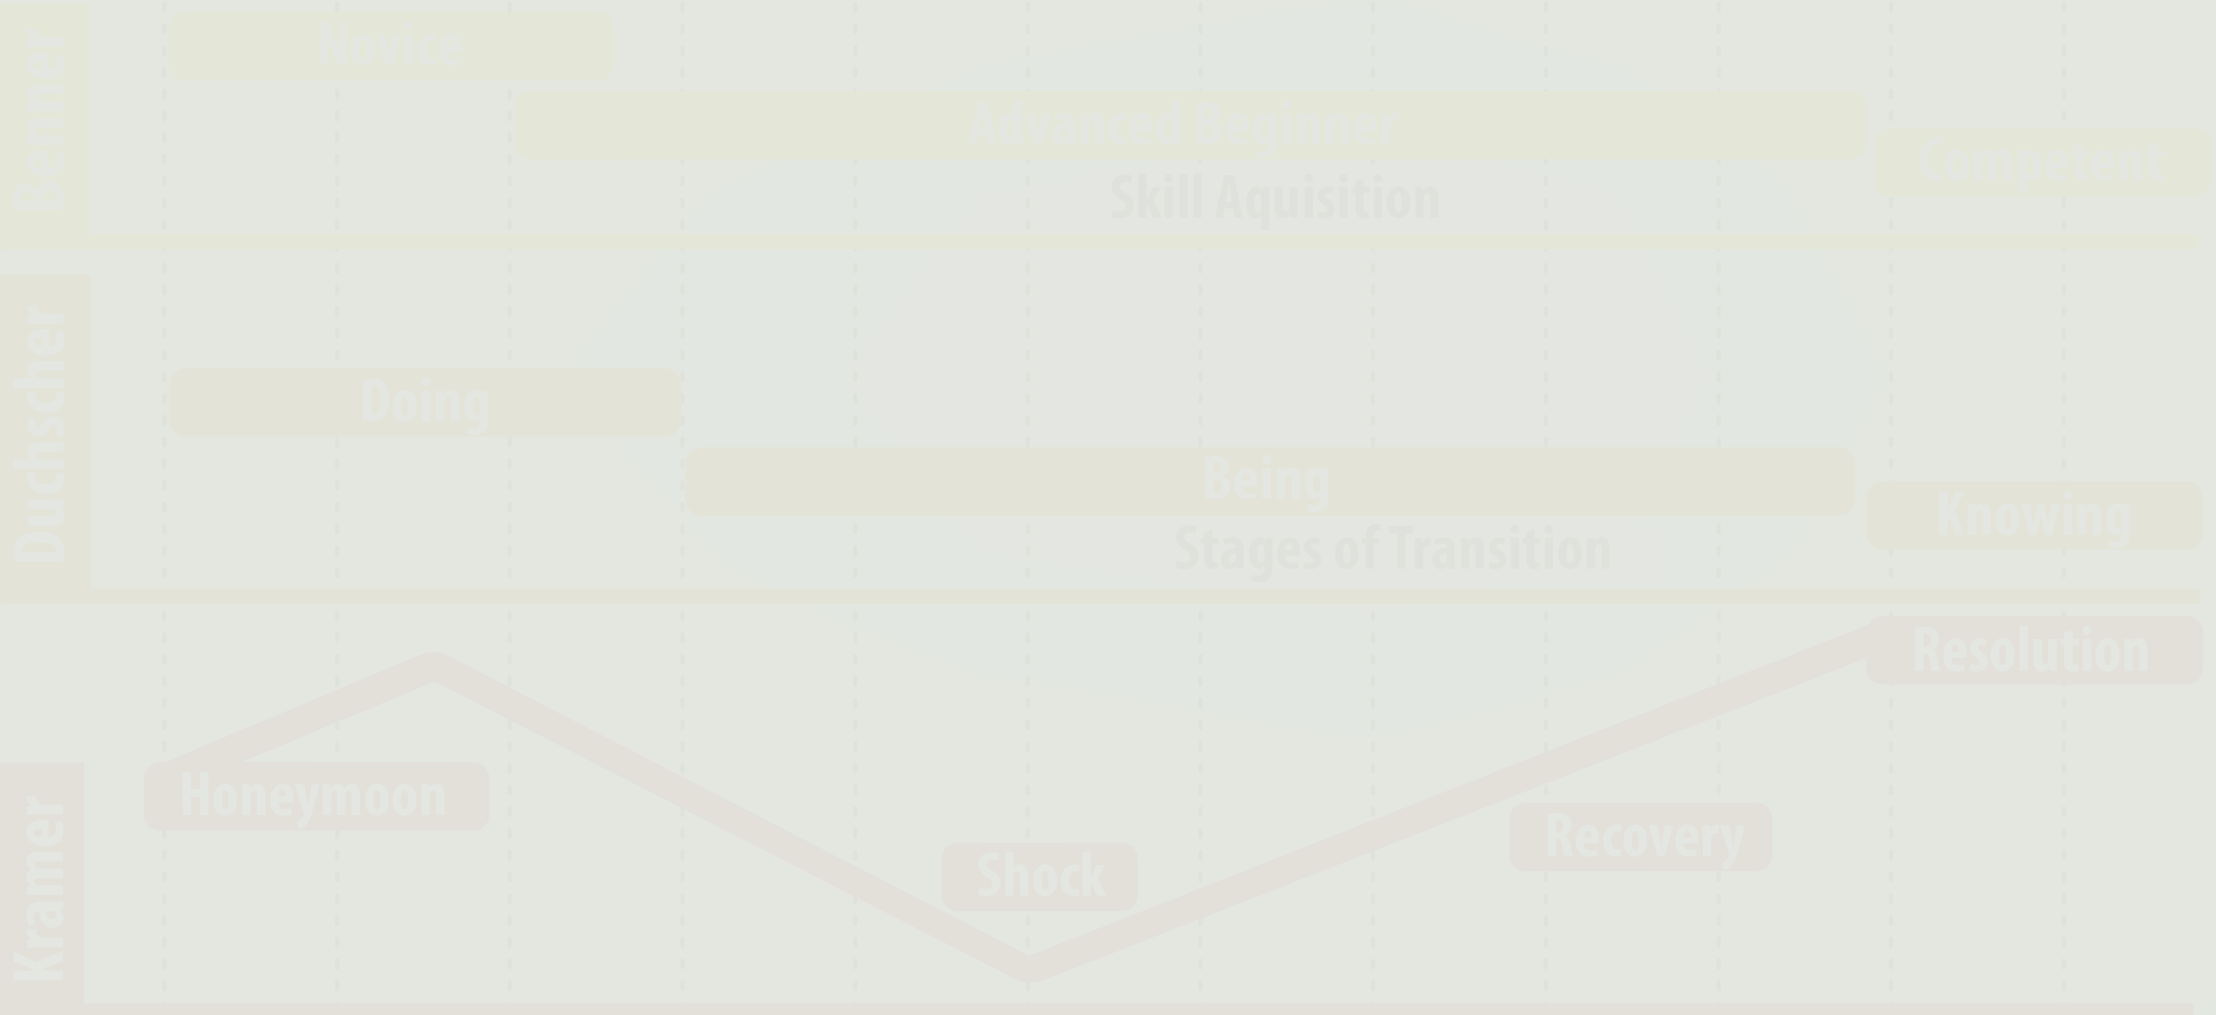 Benner
Novice
Advanced Beginner
Competent
Skill Aquisition
Duchscher
Doing
Being
Knowing
Stages of Transition
Kramer
Resolution
Honeymoon
Recovery
Shock